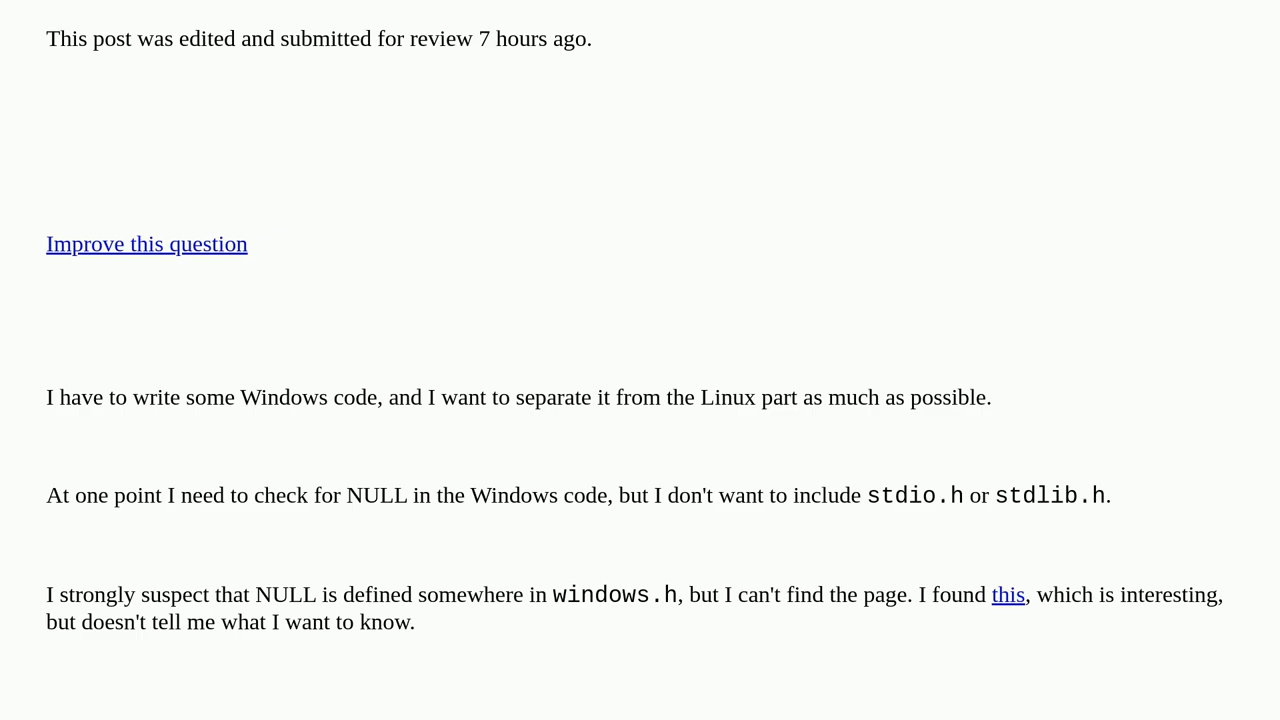 This post was edited and submitted for review 7 hours ago.
Improve this question
I have to write some Windows code, and I want to separate it from the Linux part as much as possible.
At one point I need to check for NULL in the Windows code, but I don't want to include stdio.h or stdlib.h.
I strongly suspect that NULL is defined somewhere in windows.h, but I can't find the page. I found this, which is interesting,
but doesn't tell me what I want to know.